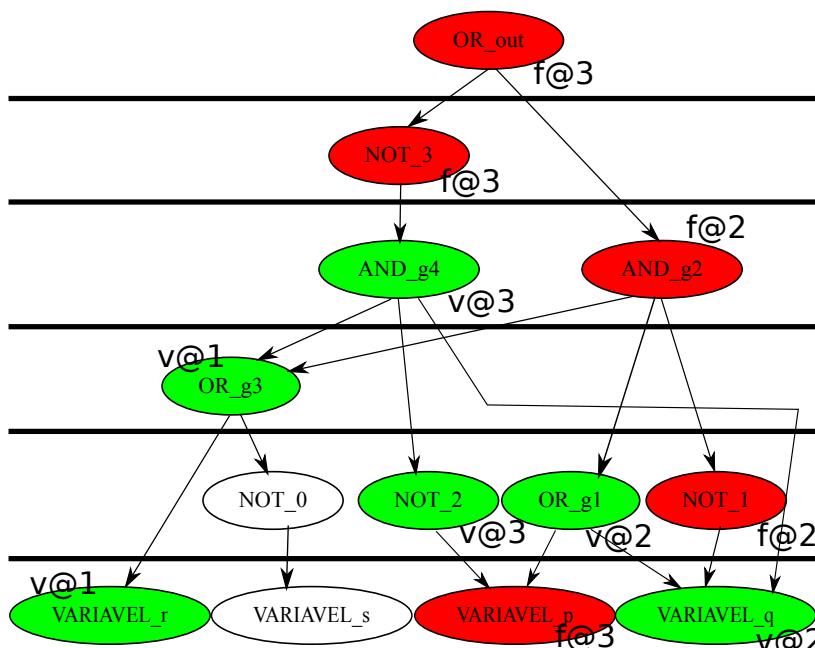 OR_out
f@3
NOT_3
f@3
f@2
AND_g4
AND_g2
v@3
v@1
OR_g3
NOT_0
NOT_2
OR_g1
NOT_1
v@3
v@2
f@2
v@1
VARIAVEL_r
VARIAVEL_s
VARIAVEL_p
VARIAVEL_q
f@3
v@2